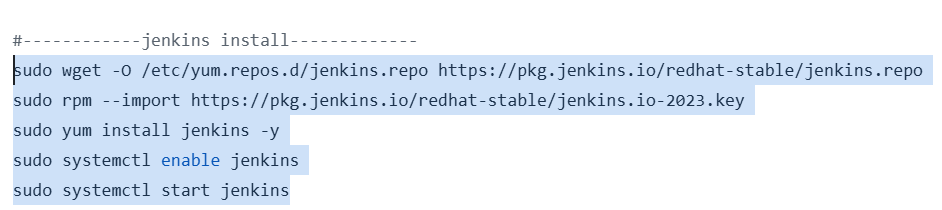 #------------jenkins install-------------
sudo wget -O /etc/yum.repos.d/jenkins.repo https://pkg.jenkins.io/redhat-stable/jenkins.repo
sudo rpm --import https://pkg.jenkins.io/redhat-stable/jenkins.io-2023.key
sudo yum install jenkins -y
sudo systemctl enable jenkins
sudo systemctl start jenkins